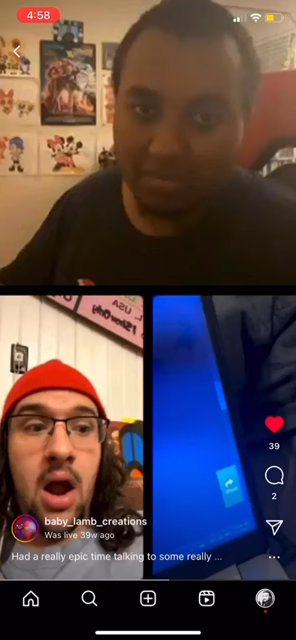 4:58
39
2
baby_lamb_creations
Was live 39w ago
Had a really epic time talking to some really ...